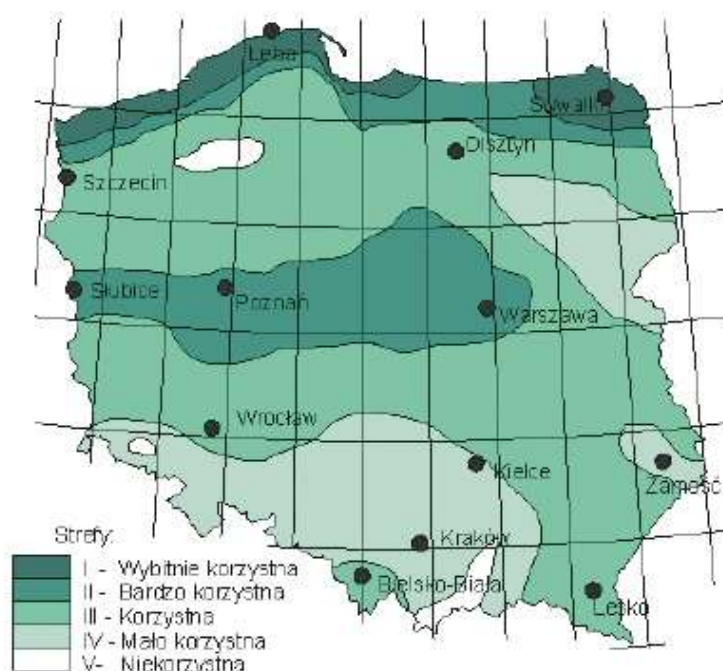 Łeba
Suwałki
Olsztyn
Szczecin
Słubice
Poznań
Warszawa
Wrocław
Kielce
Zamość
Kraków
Bielsko-Biała
Lesko
Strefy:
I - Wybitnie korzystna
II - Bardzo korzystna
III - Korzystna
IV - Mało korzystna
V- Niekorzystna